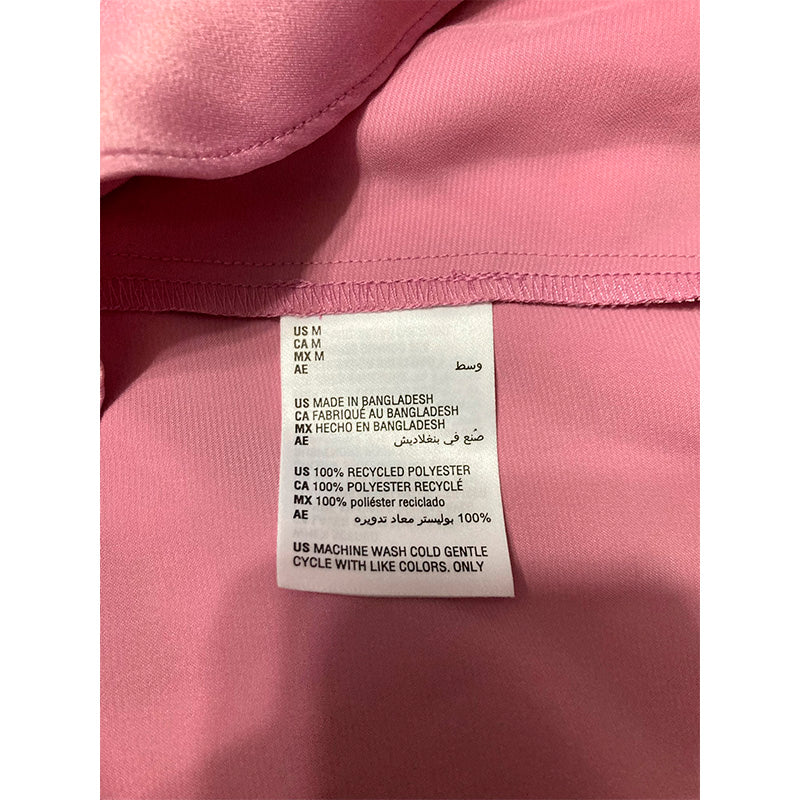 US M
CA M
MX M
AE وسط
US MADE IN BANGLADESH
CA FABRIQUÉ AU BANGLADESH
MX HECHO EN BANGLADESH
AE صُنع في بنغلاديش
US 100% RECYCLED POLYESTER
CA 100% POLYESTER RECYCLÉ
MX 100% poliéster reciclado
AE 100% بوليستر معاد تدويره
US MACHINE WASH COLD GENTLE
CYCLE WITH LIKE COLORS. ONLY